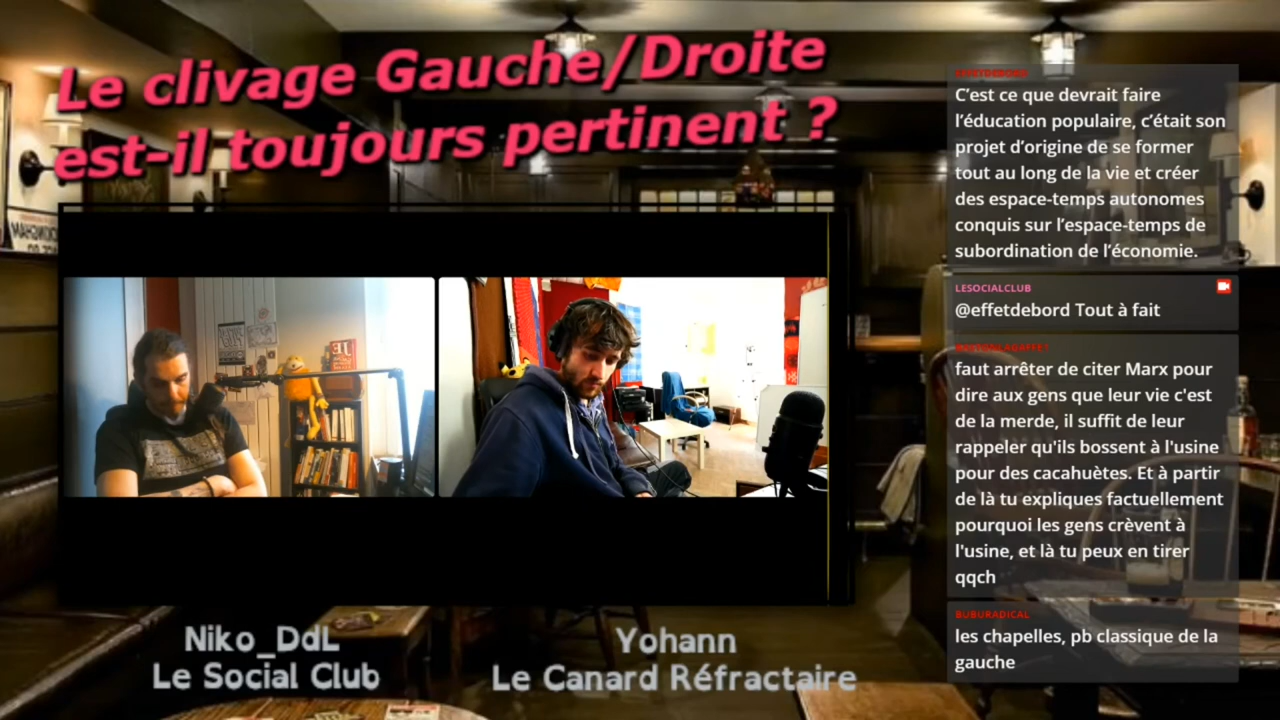 Le clivage Gauche/Droite
est-il toujours pertinent ?
C'est ce que devrait faire
l'éducation populaire, c'était son
projet d'origine de se former
tout au long de la vie et créer
des espace-temps autonomes
conquis sur l'espace-temps de
subordination de l'économie.
LESOCIALCLUB
@effetdebord Tout à fait
faut arrêter de citer Marx pour
dire aux gens que leur vie c'est
de la merde, il suffit de leur
rappeler qu'ils bossent à l'usine
pour des cacahuètes. Et à partir
de là tu expliques factuellement
pourquoi les gens crèvent à
l'usine, et là tu peux en tirer
qqch
BUBURADICAL
les chapelles, pb classique de la
gauche
Niko_DdL
Le Social Club
Yohann
Le Canard Réfractaire